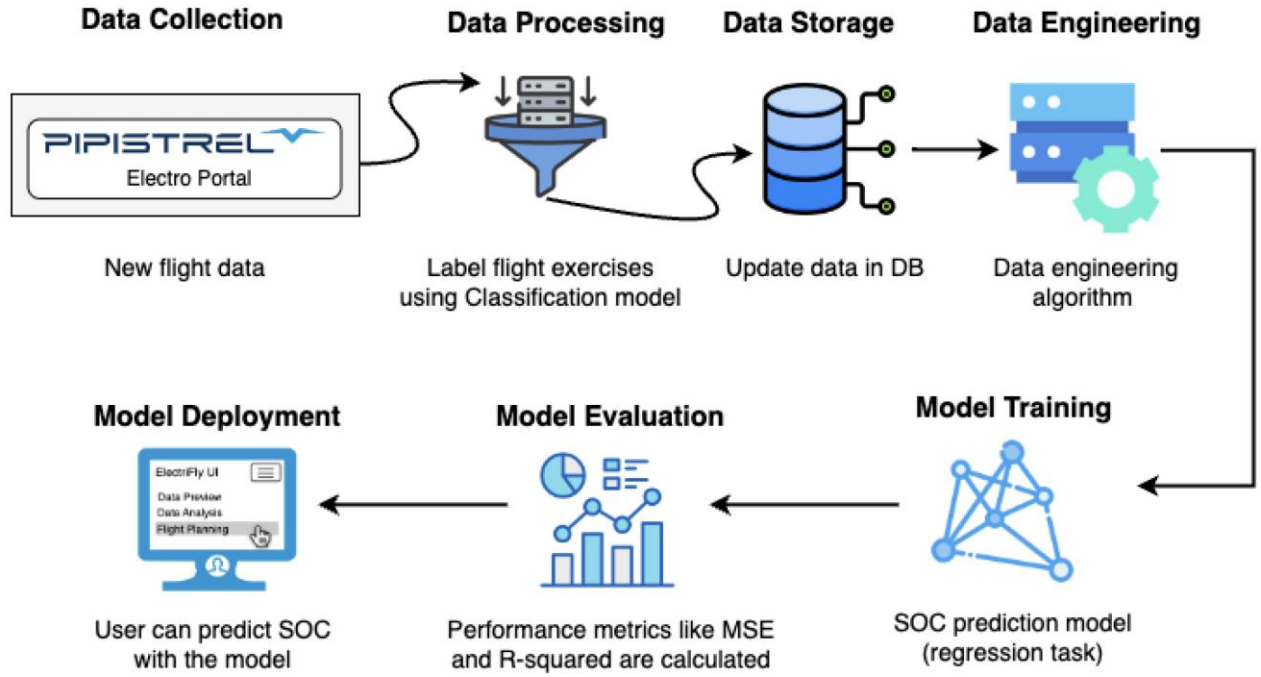 Data Collection
Data Processing
Data Storage
Data Engineering
PIPISTREL
Electro Portal
New flight data
Label flight exercises
using Classification model
Update data in DB
Data engineering
algorithm
Model Deployment
Model Evaluation
Model Training
ElectriFly UI
Data Preview
Data Analysis
Flight Planning
User can predict SOC
with the model
Performance metrics like MSE
and R-squared are calculated
SOC prediction model
(regression task)